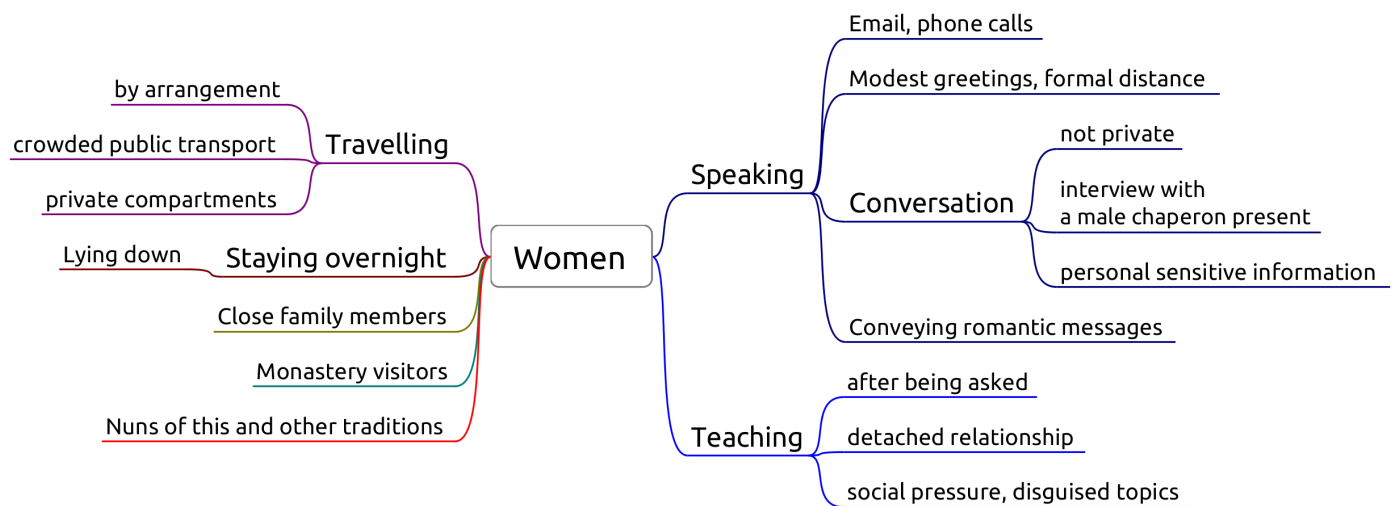 Women
Travelling
by arrangement
crowded public transport
private compartments
Staying overnight
Lying down
Close family members
Monastery visitors
Nuns of this and other traditions
Speaking
Email, phone calls
Modest greetings, formal distance
Conversation
not private
interview with
a male chaperon present
personal sensitive information
Conveying romantic messages
Teaching
after being asked
detached relationship
social pressure, disguised topics